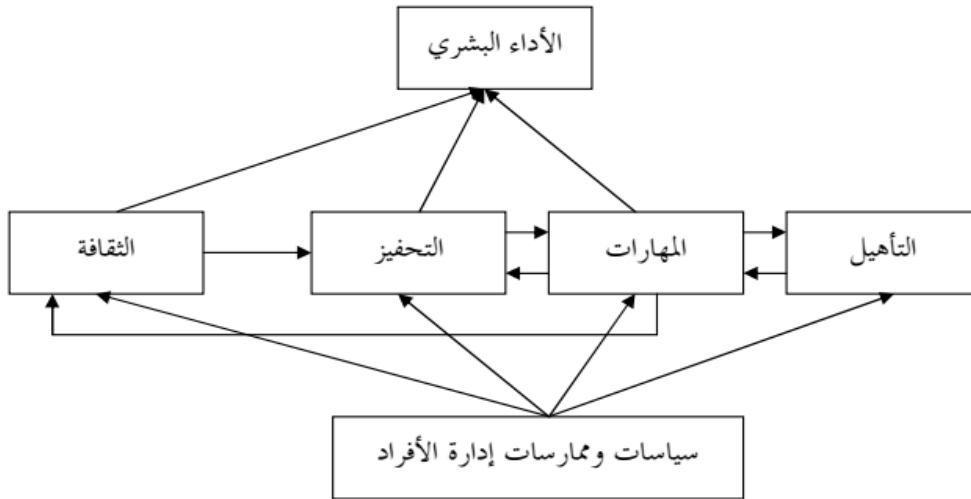 الأداء البشري
الثقافة
التحفيز
المهارات
التأهيل
سياسات وممارسات إدارة الأفراد